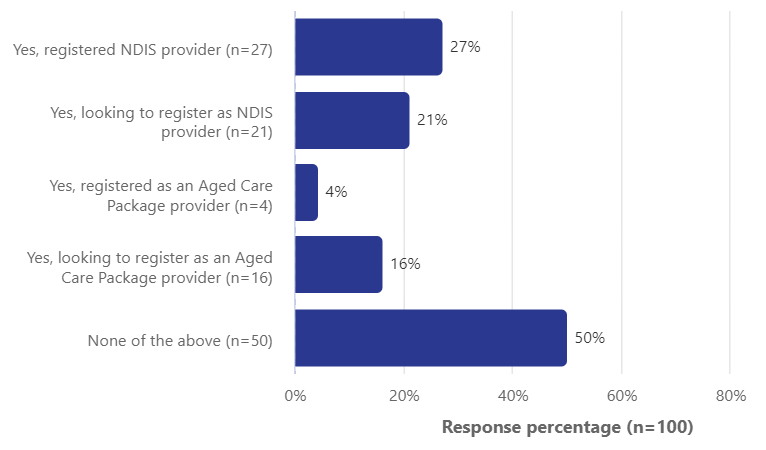 Yes, registered NDIS provider (n=27)
27%
Yes, looking to register as NDIS
provider (n=21)
21%
Yes, registered as an Aged Care
Package provider (n=4)
4%
Yes, looking to register as an Aged
Care Package provider (n=16)
16%
None of the above (n=50)
50%
0% 20% 40% 60% 80%
Response percentage (n=100)